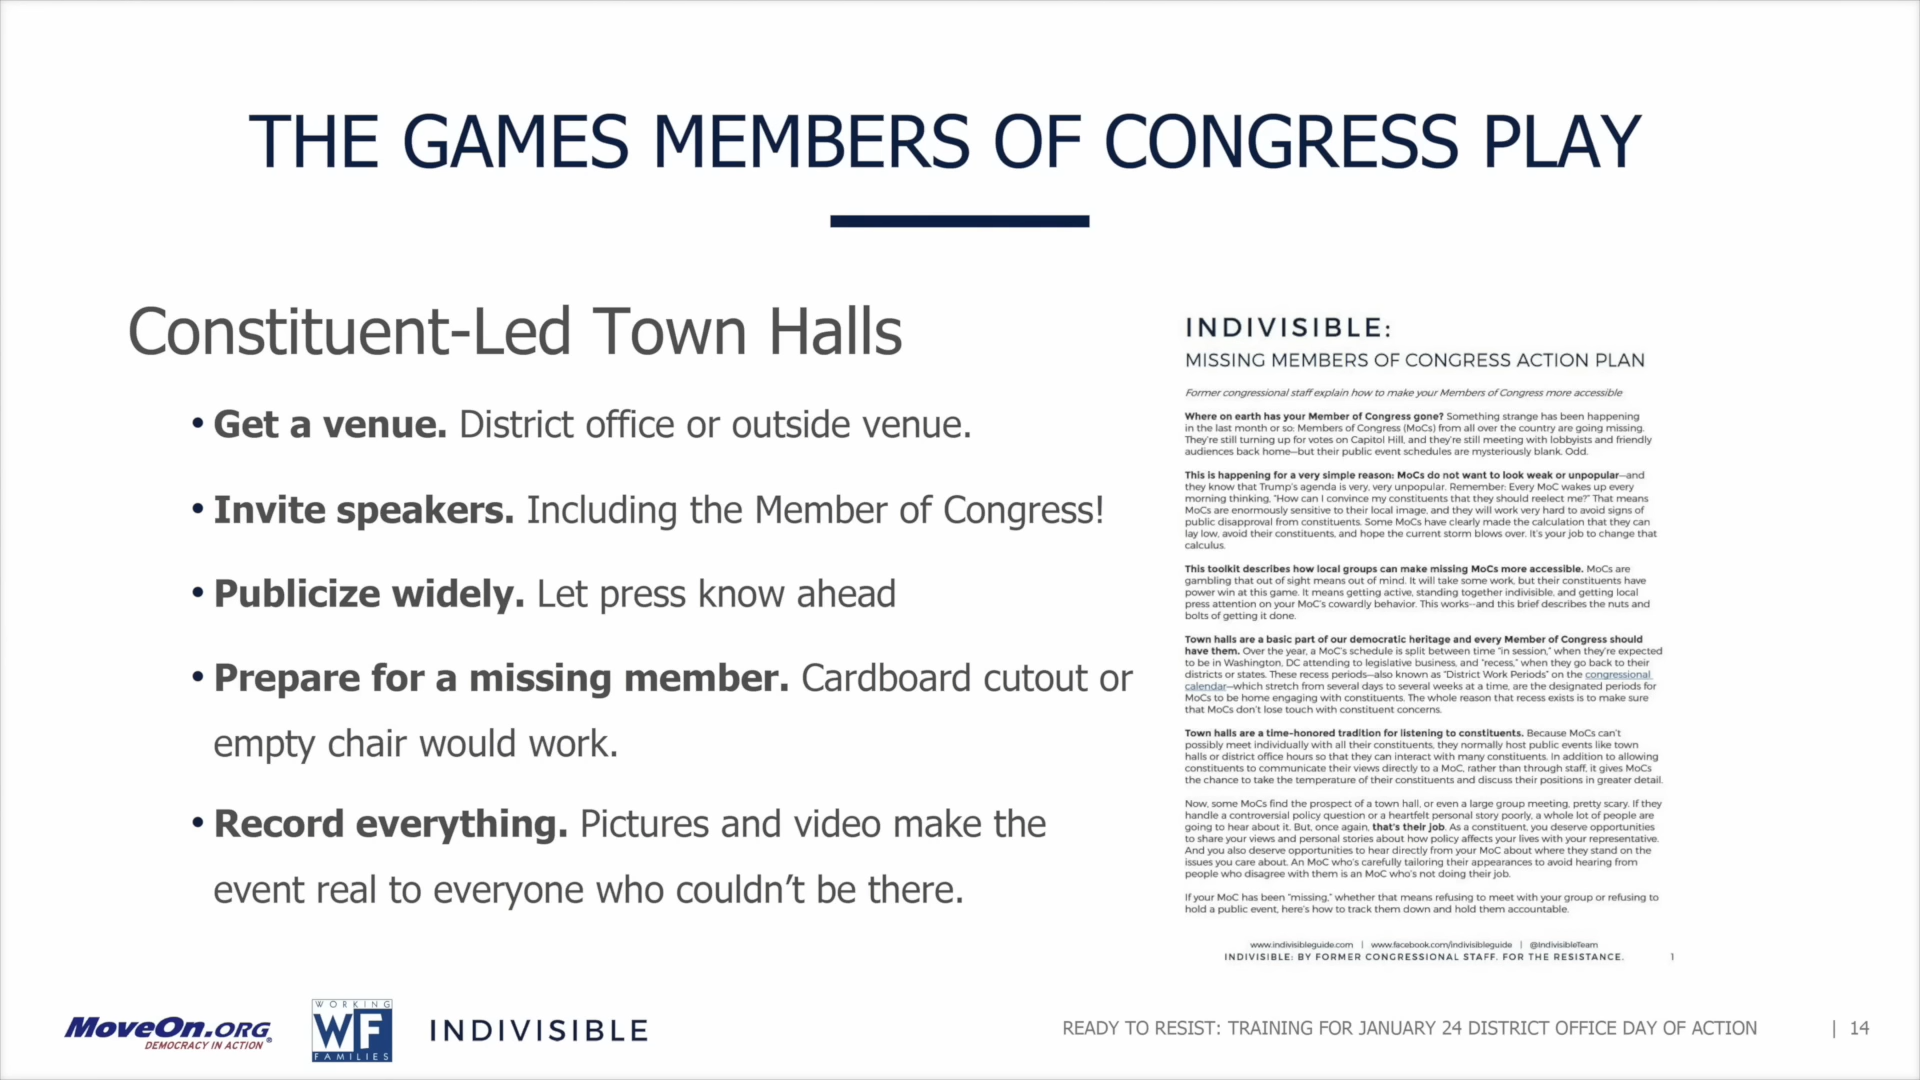 THE GAMES MEMBERS OF CONGRESS PLAY
Constituent-Led Town Halls
• Get a venue. District office or outside venue.
• Invite speakers. Including the Member of Congress!
• Publicize widely. Let press know ahead
• Prepare for a missing member. Cardboard cutout or
empty chair would work.
• Record everything. Pictures and video make the
event real to everyone who couldn't be there.
INDIVISIBLE:
MISSING MEMBERS OF CONGRESS ACTION PLAN
Former congressional staff explain how to make your Members of Congress more accessible
Where on earth has your Member of Congress gone? Something strange has been happening
in the last month or so: Members of Congress (MoCs) from all over the country are going missing.
They're still turning up for votes on Capitol Hill, and they're still meeting with lobbyists and friendly
audiences back home—but their public event schedules are mysteriously blank. Odd.
This is happening for a very simple reason: MoCs do not want to look weak or unpopular—and
they know that Trump's agenda is very, very unpopular. Remember: Every MoC wakes up every
morning thinking, "How can I convince my constituents that they should reelect me?" That means
MoCs are enormously sensitive to their local image, and they will work very hard to avoid signs of
public disapproval from constituents. Some MoCs have clearly made the calculation that they can
lay low, avoid their constituents, and hope the current storm blows over. It's your job to change that
calculus.
This toolkit describes how local groups can make missing MoCs more accessible. MoCs are
gambling that out of sight means out of mind. It will take some work, but their constituents have
power win at this game. It means getting active, standing together indivisible, and getting local
press attention on your MoC's cowardly behavior. This works--and this brief describes the nuts and
bolts of getting it done.
Town halls are a basic part of our democratic heritage and every Member of Congress should
have them. Over the year, a MoC's schedule is split between time "in session," when they're expected
to be in Washington, DC attending to legislative business, and "recess," when they go back to their
districts or states. These recess periods—also known as "District Work Periods" on the congressional
calendar—which stretch from several days to several weeks at a time, are the designated periods for
MoCs to be home engaging with constituents. The whole reason that recess exists is to make sure
that MoCs don't lose touch with constituent concerns.
Town halls are a time-honored tradition for listening to constituents. Because MoCs can't
possibly meet individually with all their constituents, they normally host public events like town
halls or district office hours so that they can interact with many constituents. In addition to allowing
constituents to communicate their views directly to a MoC, rather than through staff, it gives MoCs
the chance to take the temperature of their constituents and discuss their positions in greater detail.
Now, some MoCs find the prospect of a town hall, or even a large group meeting, pretty scary. If they
handle a controversial policy question or a heartfelt personal story poorly, a whole lot of people are
going to hear about it. But, once again, that's their job. As a constituent, you deserve opportunities
to share your views and personal stories about how policy affects your lives with your representative.
And you also deserve opportunities to hear directly from your MoC about where they stand on the
issues you care about. An MoC who's carefully tailoring their appearances to avoid hearing from
people who disagree with them is an MoC who's not doing their job.
If your MoC has been "missing," whether that means refusing to meet with your group or refusing to
hold a public event, here's how to track them down and hold them accountable.
www.indivisibleguide.com | www.facebook.com/indivisibleguide | @IndivisibleTeam
INDIVISIBLE: BY FORMER CONGRESSIONAL STAFF. FOR THE RESISTANCE. 1
MoveOn.ORG
DEMOCRACY IN ACTION®
WORKING
WF
FAMILIES
INDIVISIBLE
READY TO RESIST: TRAINING FOR JANUARY 24 DISTRICT OFFICE DAY OF ACTION | 14